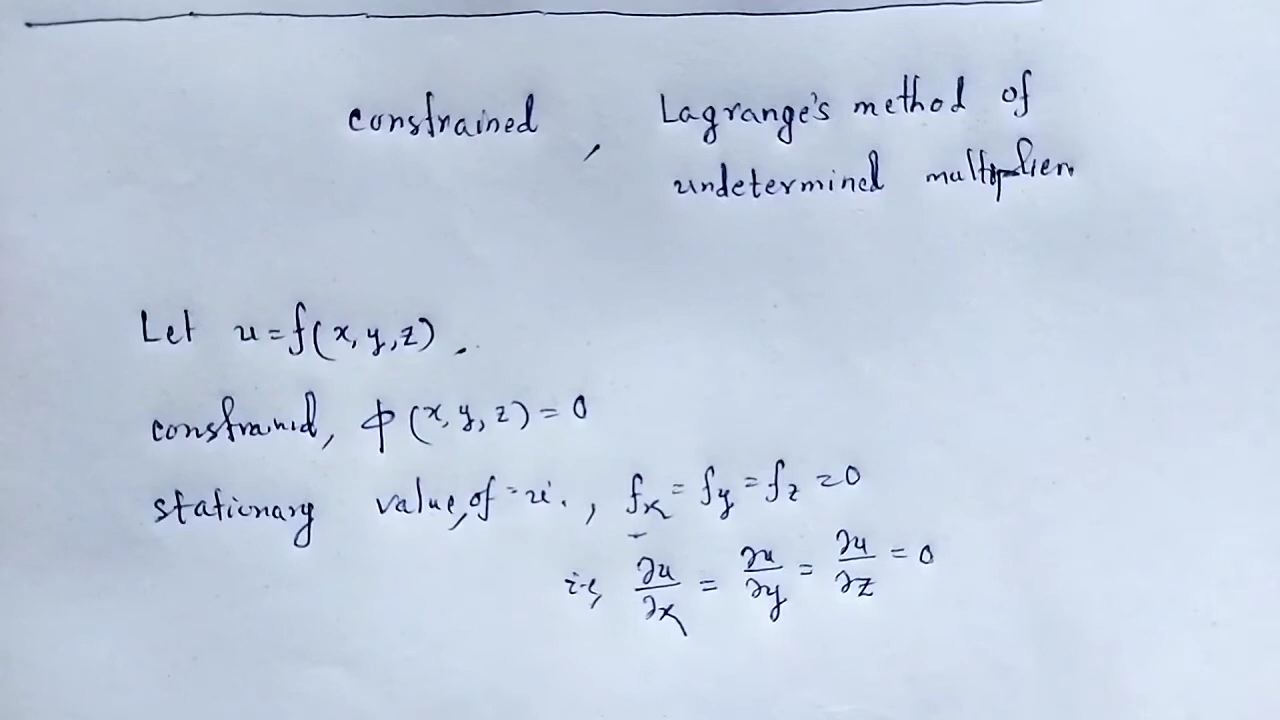 constrained, Lagrange's method of
undetermined multiplier
Let u=f(x,y,z).
constraind, φ(x,y,z)=0
stationary value, of 'u'., fx = fy = fz = 0
i.e, ∂u/∂x = ∂u/∂y = ∂u/∂z = 0